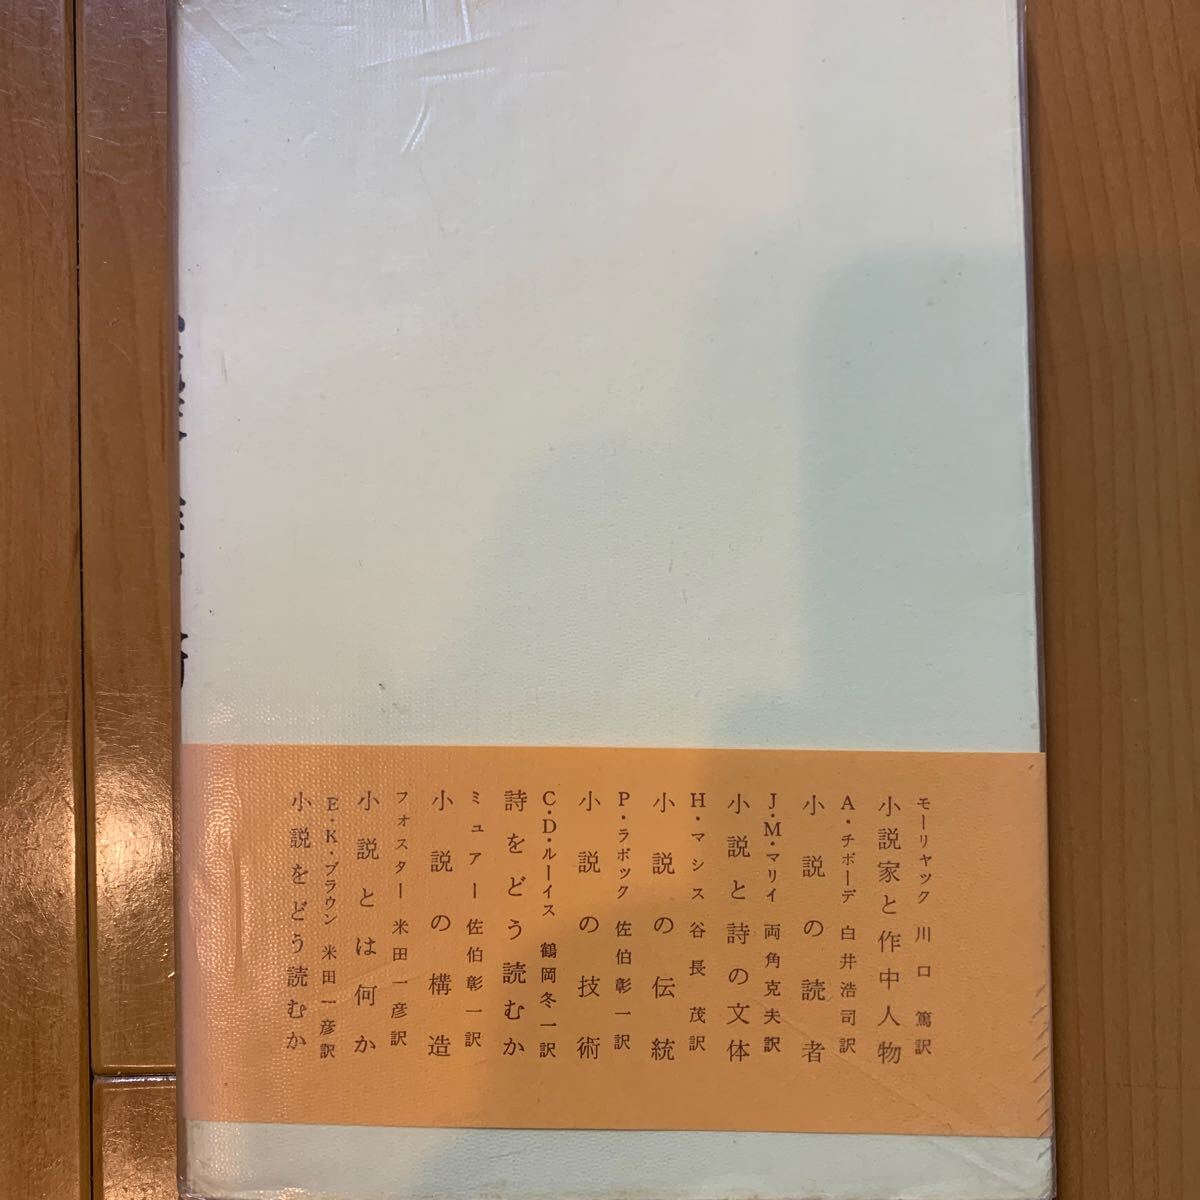 モーリヤック 川口 篤訳
小説家と作中人物
A・チボーデ 白井浩司訳
小説の読者
J・M・マリイ 両角克夫訳
小説と詩の文体
H・マシス 谷長茂訳
小説の伝統
P・ラボック 佐伯彰一訳
小説の技術
C・D・ルーイス 鶴岡冬一訳
詩をどう読むか
ミュアー 佐伯彰一訳
小説の構造
フォスター 米田一彦訳
小説とは何か
E・K・ブラウン 米田一彦訳
小説をどう読むか